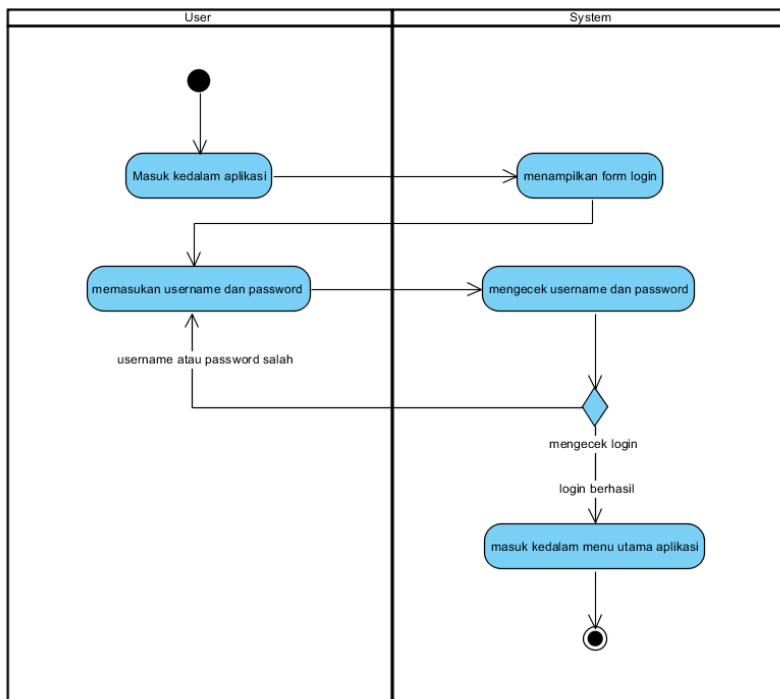 User
System
Masuk kedalam aplikasi
menampilkan form login
memasukan username dan password
mengecek username dan password
username atau password salah
mengecek login
login berhasil
masuk kedalam menu utama aplikasi